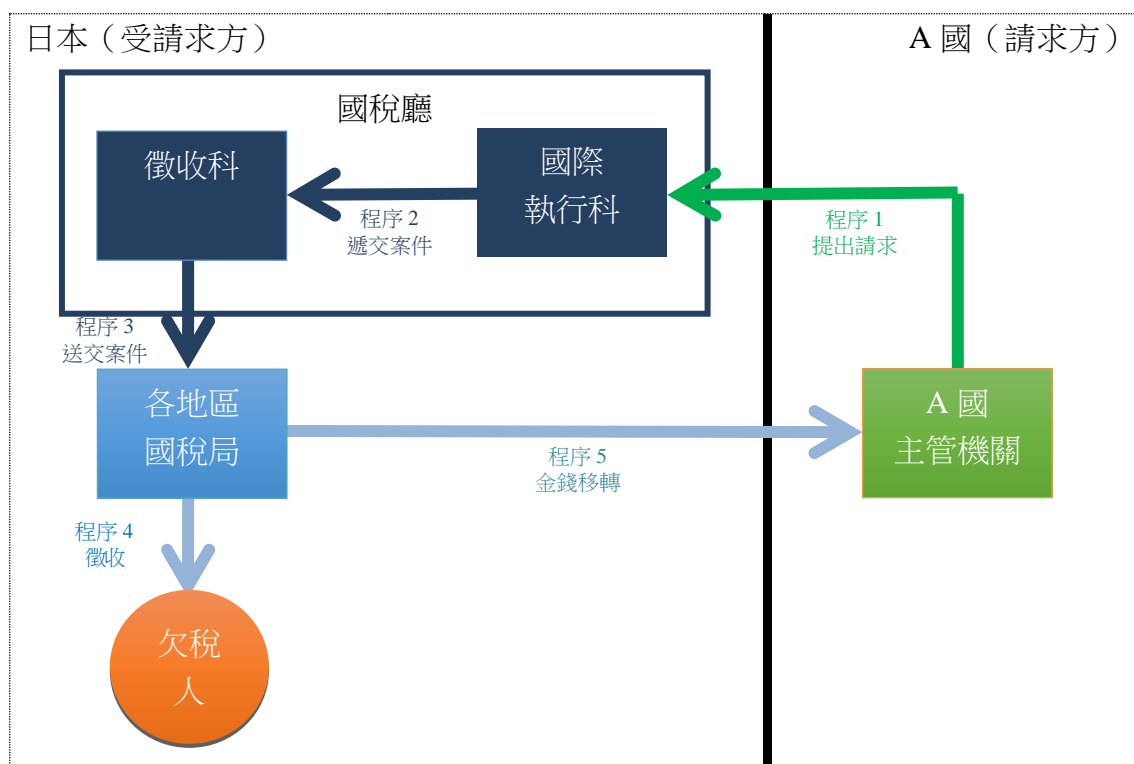 日本（受請求方）
A 國（請求方）
國稅廳
徵收科
國際
執行科
程序 2
遞交案件
程序 1
提出請求
程序 3
送交案件
各地區
國稅局
A 國
主管機關
程序 5
金錢移轉
程序 4
徵收
欠稅
人